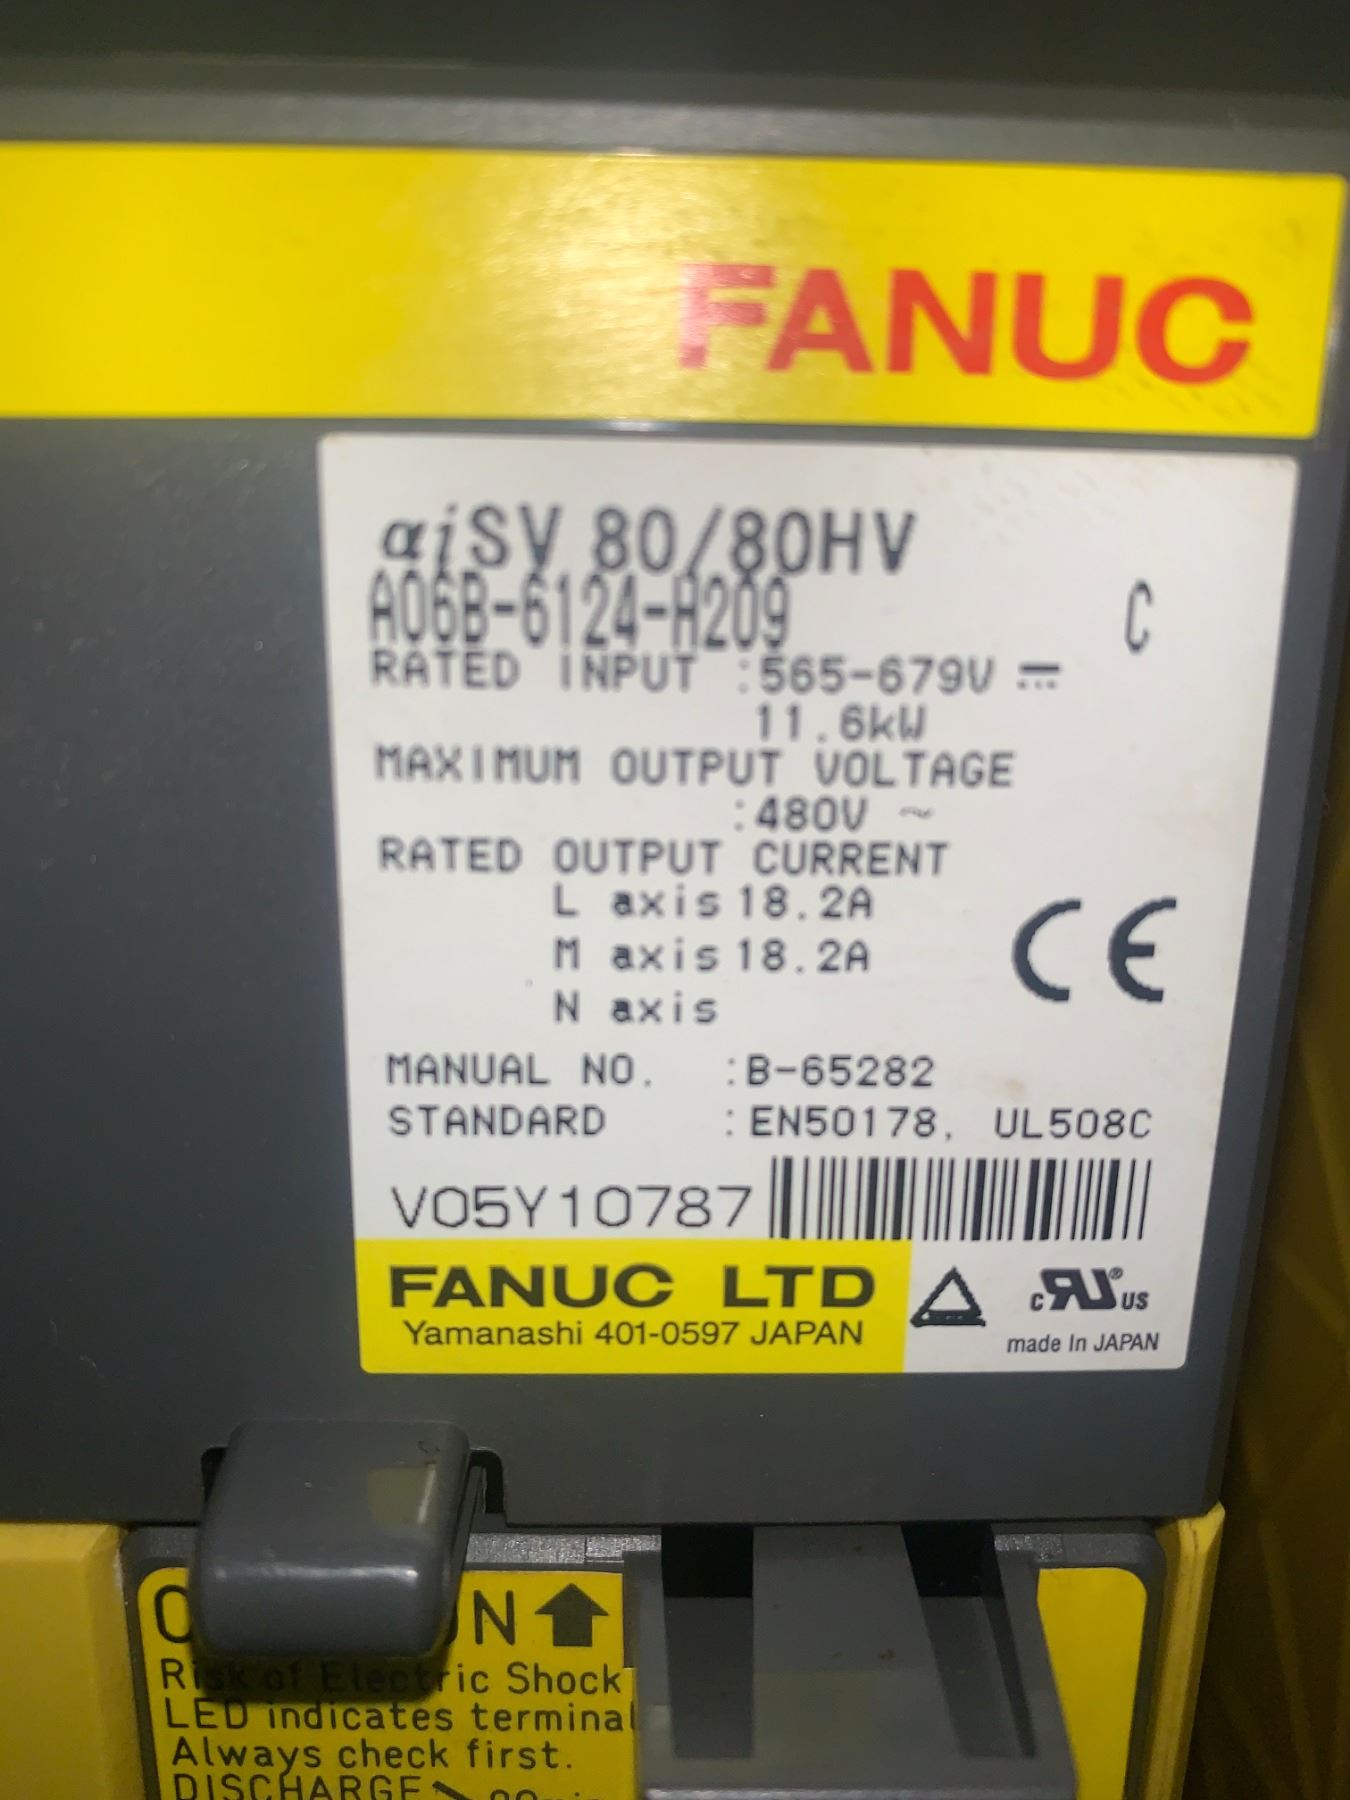 FANUC
αiSV 80/80HV
A06B-6124-H209 C
RATED INPUT :565-679V ⎓
11.6kW
MAXIMUM OUTPUT VOLTAGE
:480V ~
RATED OUTPUT CURRENT
L axis 18.2A
M axis 18.2A
N axis
CE
MANUAL NO. :B-65282
STANDARD :EN50178, UL508C
V05Y10787
FANUC LTD
Yamanashi 401-0597 JAPAN
c RU ® US
made In JAPAN
Risk of Electric Shock
LED indicates terminal
Always check first.
DISCHARGE